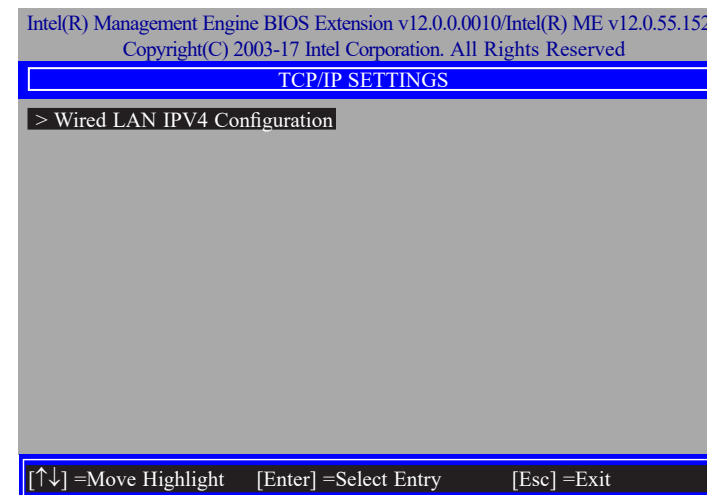 Intel(R) Management Engine BIOS Extension v12.0.0.0010/Intel(R) ME v12.0.55.152
Copyright(C) 2003-17 Intel Corporation. All Rights Reserved
TCP/IP SETTINGS
> Wired LAN IPV4 Configuration
[↑↓] =Move Highlight [Enter] =Select Entry [Esc] =Exit